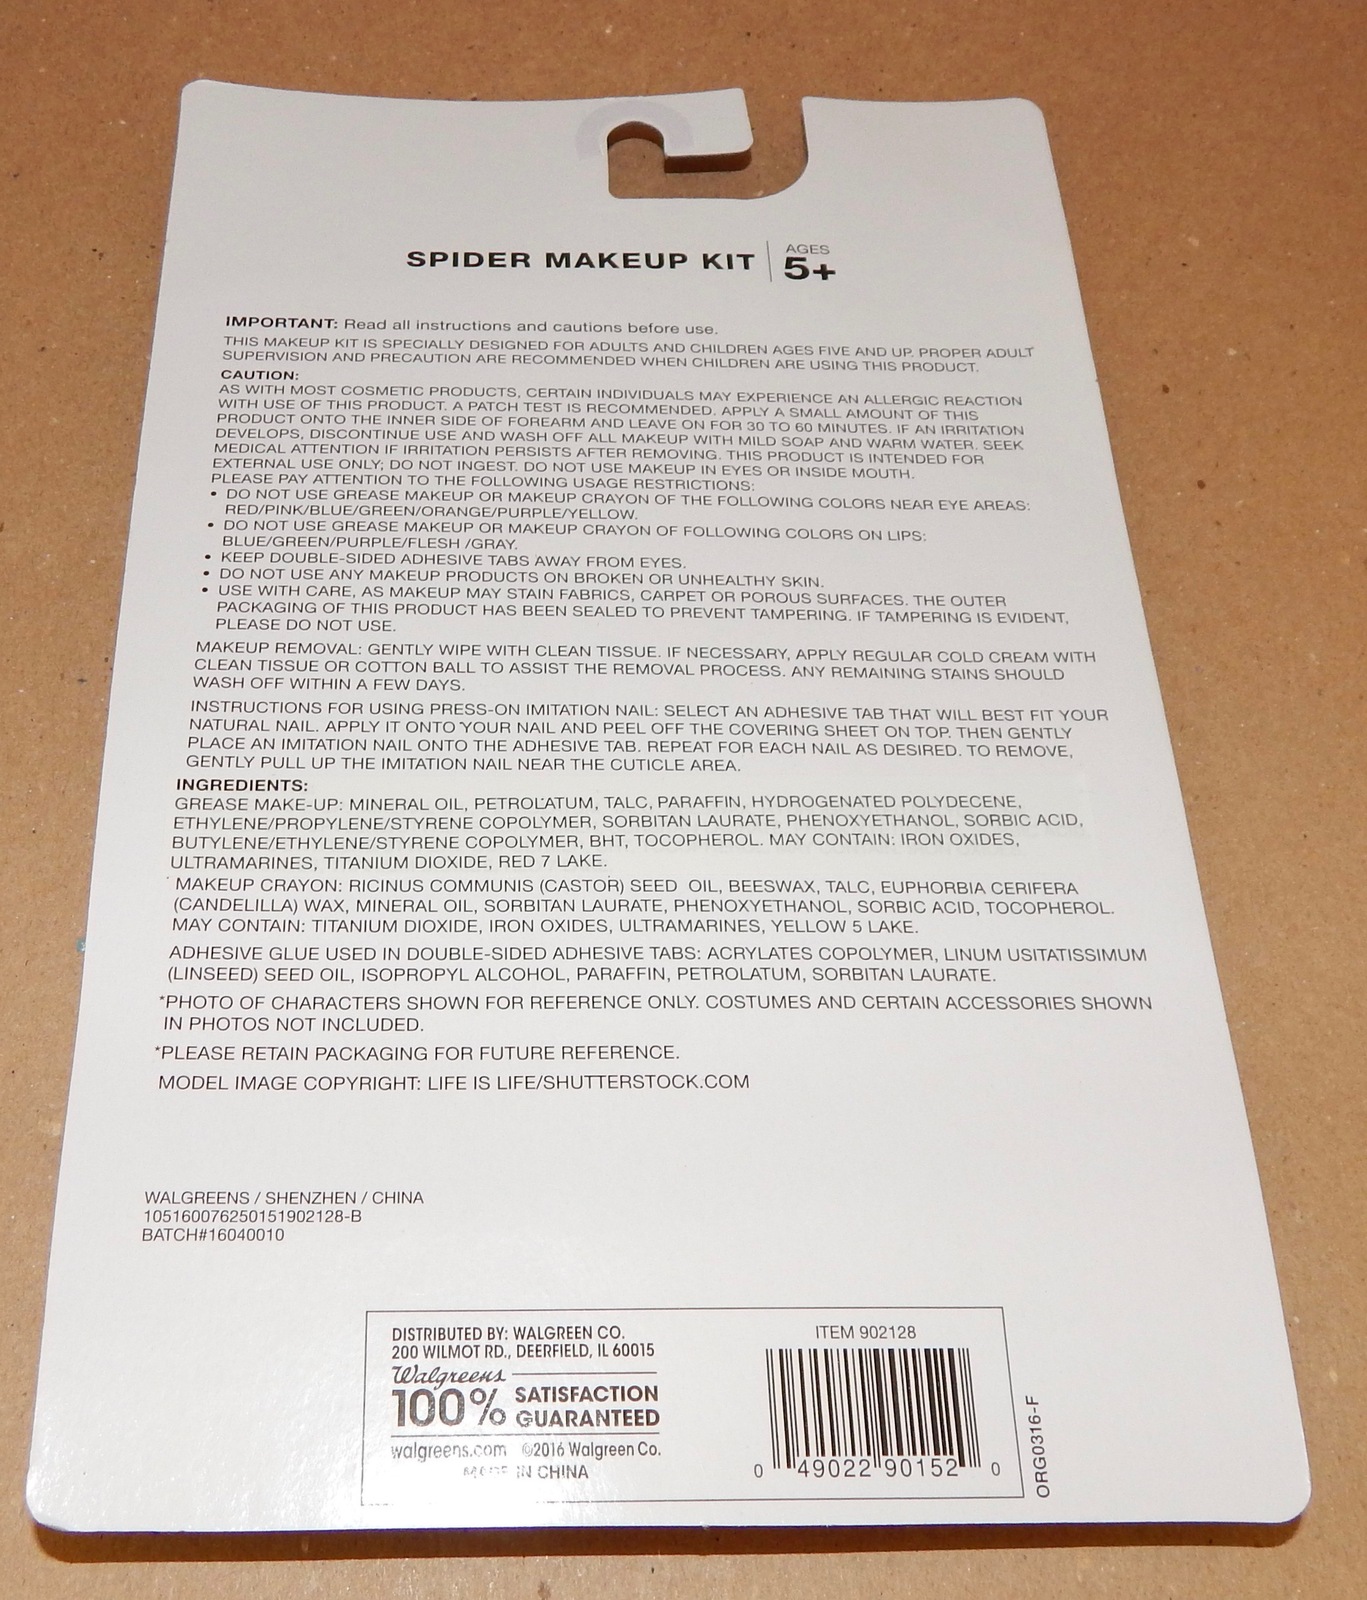 SPIDER MAKEUP KIT
AGES
5+
IMPORTANT: Read all instructions and cautions before use.
THIS MAKEUP KIT IS SPECIALLY DESIGNED FOR ADULTS AND CHILDREN AGES FIVE AND UP. PROPER ADULT
SUPERVISION AND PRECAUTION ARE RECOMMENDED WHEN CHILDREN ARE USING THIS PRODUCT.
CAUTION:
AS WITH MOST COSMETIC PRODUCTS, CERTAIN INDIVIDUALS MAY EXPERIENCE AN ALLERGIC REACTION
WITH USE OF THIS PRODUCT. A PATCH TEST IS RECOMMENDED. APPLY A SMALL AMOUNT OF THIS
PRODUCT ONTO THE INNER SIDE OF FOREARM AND LEAVE ON FOR 30 TO 60 MINUTES. IF AN IRRITATION
DEVELOPS, DISCONTINUE USE AND WASH OFF ALL MAKEUP WITH MILD SOAP AND WARM WATER. SEEK
MEDICAL ATTENTION IF IRRITATION PERSISTS AFTER REMOVING. THIS PRODUCT IS INTENDED FOR
EXTERNAL USE ONLY; DO NOT INGEST. DO NOT USE MAKEUP IN EYES OR INSIDE MOUTH.
PLEASE PAY ATTENTION TO THE FOLLOWING USAGE RESTRICTIONS:
• DO NOT USE GREASE MAKEUP OR MAKEUP CRAYON OF THE FOLLOWING COLORS NEAR EYE AREAS:
RED/PINK/BLUE/GREEN/ORANGE/PURPLE/YELLOW.
• DO NOT USE GREASE MAKEUP OR MAKEUP CRAYON OF FOLLOWING COLORS ON LIPS:
BLUE/GREEN/PURPLE/FLESH /GRAY.
• KEEP DOUBLE-SIDED ADHESIVE TABS AWAY FROM EYES.
• DO NOT USE ANY MAKEUP PRODUCTS ON BROKEN OR UNHEALTHY SKIN.
• USE WITH CARE, AS MAKEUP MAY STAIN FABRICS, CARPET OR POROUS SURFACES. THE OUTER
PACKAGING OF THIS PRODUCT HAS BEEN SEALED TO PREVENT TAMPERING. IF TAMPERING IS EVIDENT,
PLEASE DO NOT USE.
MAKEUP REMOVAL: GENTLY WIPE WITH CLEAN TISSUE. IF NECESSARY, APPLY REGULAR COLD CREAM WITH
CLEAN TISSUE OR COTTON BALL TO ASSIST THE REMOVAL PROCESS. ANY REMAINING STAINS SHOULD
WASH OFF WITHIN A FEW DAYS.
INSTRUCTIONS FOR USING PRESS-ON IMITATION NAIL: SELECT AN ADHESIVE TAB THAT WILL BEST FIT YOUR
NATURAL NAIL. APPLY IT ONTO YOUR NAIL AND PEEL OFF THE COVERING SHEET ON TOP. THEN GENTLY
PLACE AN IMITATION NAIL ONTO THE ADHESIVE TAB. REPEAT FOR EACH NAIL AS DESIRED. TO REMOVE,
GENTLY PULL UP THE IMITATION NAIL NEAR THE CUTICLE AREA.
INGREDIENTS:
GREASE MAKE-UP: MINERAL OIL, PETROLATUM, TALC, PARAFFIN, HYDROGENATED POLYDECENE,
ETHYLENE/PROPYLENE/STYRENE COPOLYMER, SORBITAN LAURATE, PHENOXYETHANOL, SORBIC ACID,
BUTYLENE/ETHYLENE/STYRENE COPOLYMER, BHT, TOCOPHEROL. MAY CONTAIN: IRON OXIDES,
ULTRAMARINES, TITANIUM DIOXIDE, RED 7 LAKE.
MAKEUP CRAYON: RICINUS COMMUNIS (CASTOR) SEED OIL, BEESWAX, TALC, EUPHORBIA CERIFERA
(CANDELILLA) WAX, MINERAL OIL, SORBITAN LAURATE, PHENOXYETHANOL, SORBIC ACID, TOCOPHEROL.
MAY CONTAIN: TITANIUM DIOXIDE, IRON OXIDES, ULTRAMARINES, YELLOW 5 LAKE.
ADHESIVE GLUE USED IN DOUBLE-SIDED ADHESIVE TABS: ACRYLATES COPOLYMER, LINUM USITATISSIMUM
(LINSEED) SEED OIL, ISOPROPYL ALCOHOL, PARAFFIN, PETROLATUM, SORBITAN LAURATE.
*PHOTO OF CHARACTERS SHOWN FOR REFERENCE ONLY. COSTUMES AND CERTAIN ACCESSORIES SHOWN
IN PHOTOS NOT INCLUDED.
*PLEASE RETAIN PACKAGING FOR FUTURE REFERENCE.
MODEL IMAGE COPYRIGHT: LIFE IS LIFE/SHUTTERSTOCK.COM
WALGREENS / SHENZHEN / CHINA
105160076250151902128-B
BATCH#16040010
DISTRIBUTED BY: WALGREEN CO.
200 WILMOT RD., DEERFIELD, IL 60015
Walgreens
100% SATISFACTION
GUARANTEED
walgreens.com ©2016 Walgreen Co.
MADE IN CHINA
ITEM 902128
0 49022 90152 0
ORG0316-F